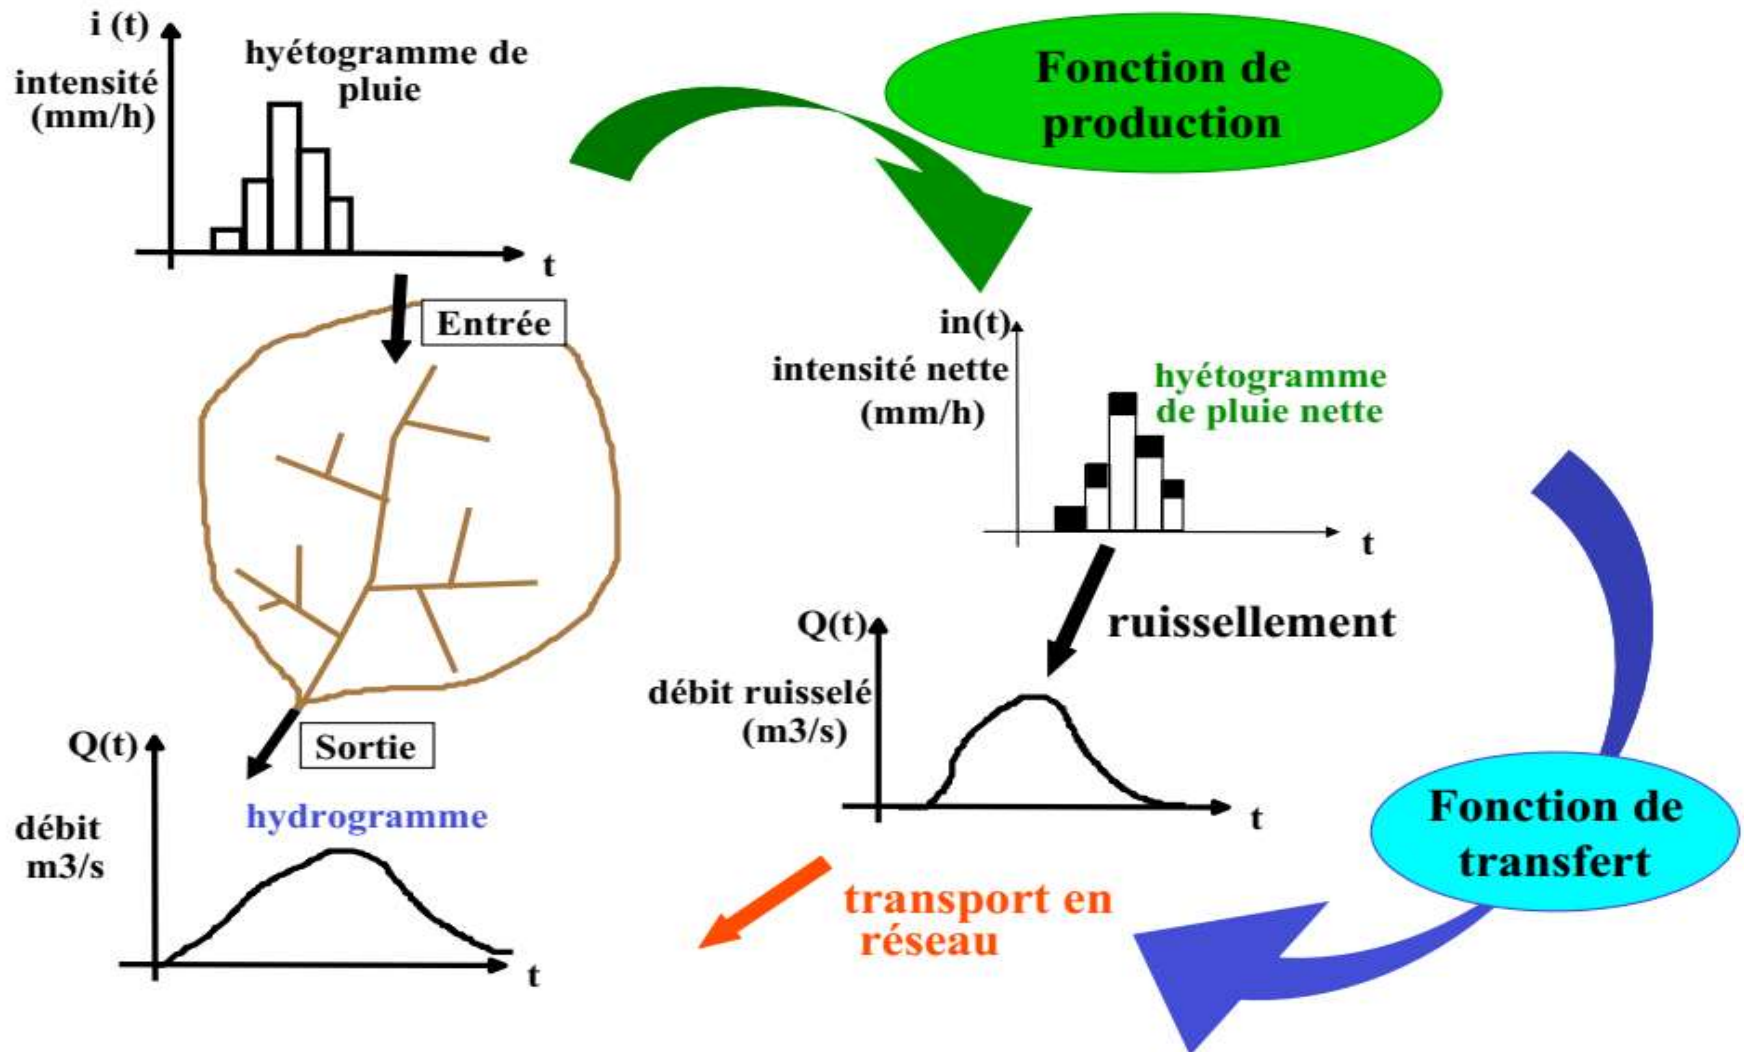 i (t)
intensité
(mm/h)
hyétogramme de
pluie
t
Fonction de
production
Entrée
in(t)
intensité nette
(mm/h)
hyétogramme
de pluie nette
t
ruissellement
Q(t)
débit ruisselé
(m3/s)
t
Sortie
Q(t)
hydrogramme
débit
m3/s
t
Fonction de
transfert
transport en
réseau